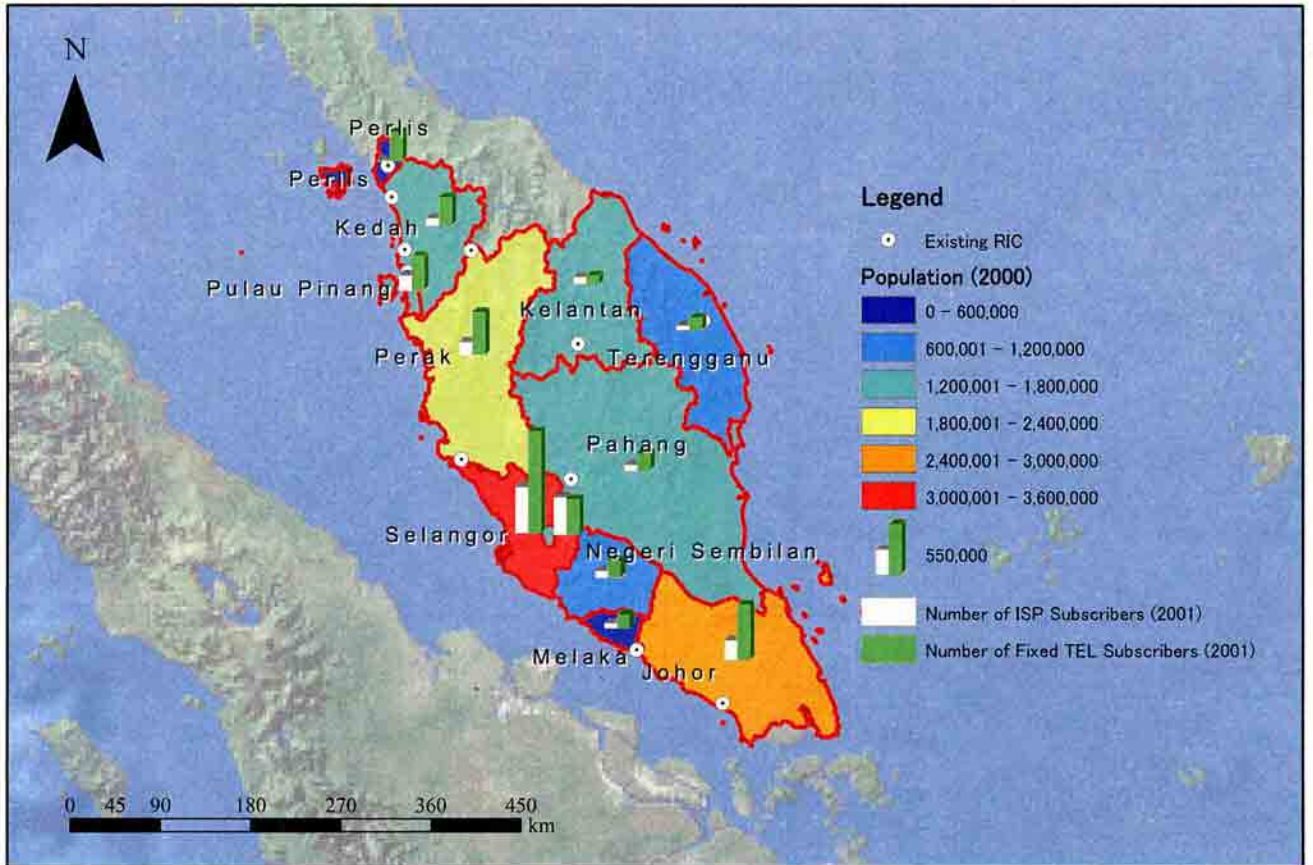 N
Perlis
Perlis
Kedah
Pulau Pinang
Perak
Kelantan
Terengganu
Pahang
Selangor
Negeri Sembilan
Melaka
Johor
Legend
Existing RIC
Population (2000)
0 - 600,000
600,001 - 1,200,000
1,200,001 - 1,800,000
1,800,001 - 2,400,000
2,400,001 - 3,000,000
3,000,001 - 3,600,000
550,000
Number of ISP Subscribers (2001)
Number of Fixed TEL Subscribers (2001)
0 45 90 180 270 360 450
km